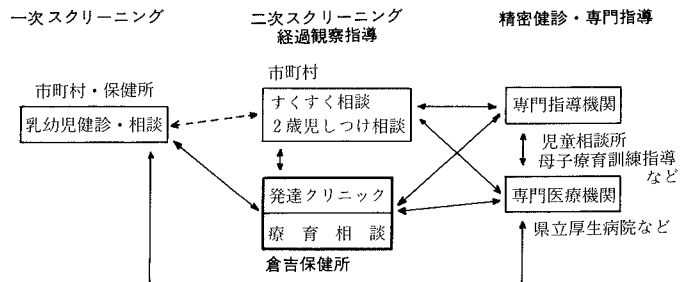 一次スクリーニング
二次スクリーニング
経過観察指導
精密健診・専門指導
市町村・保健所
乳幼児健診・相談
市町村
すくすく相談
2歳児しつけ相談
発達クリニック
療育相談
倉吉保健所
専門指導機関
児童相談所
母子療育訓練指導
など
専門医療機関
県立厚生病院など